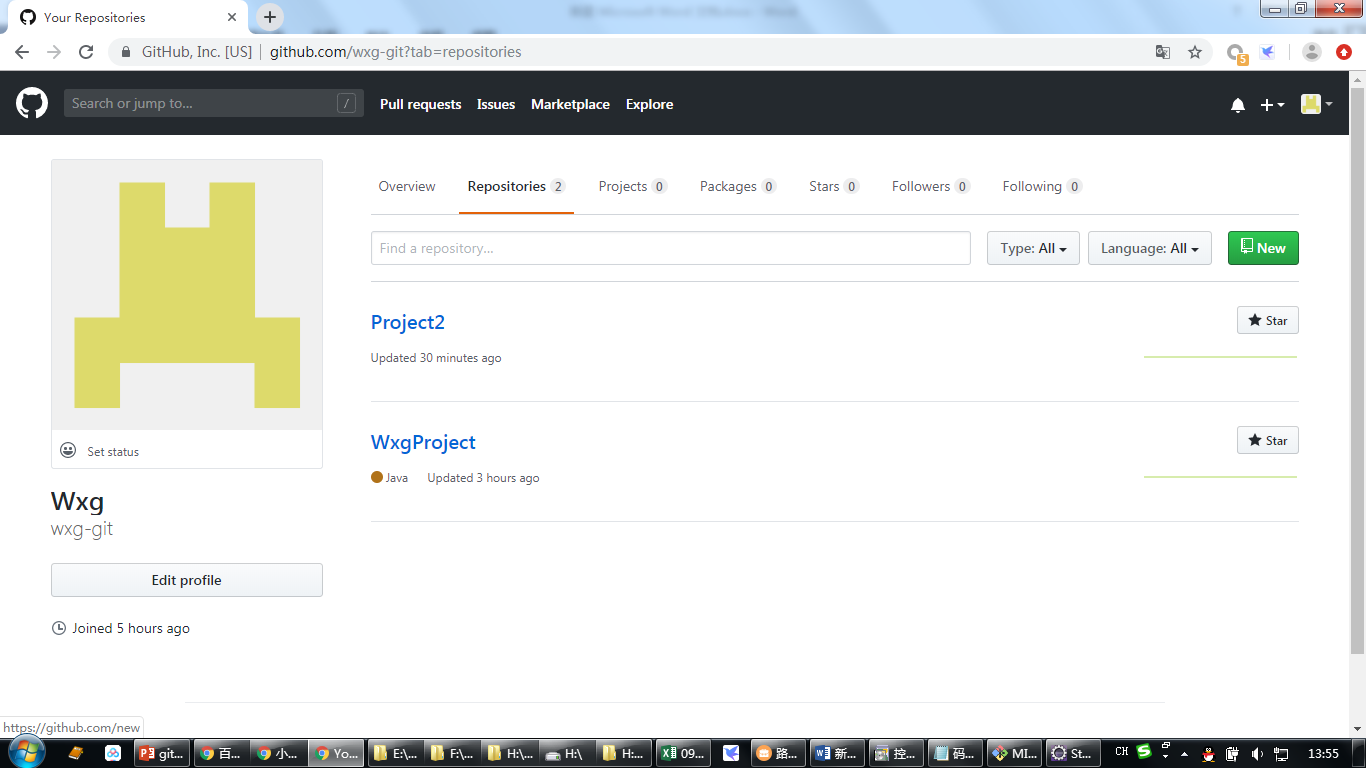 Your Repositories
GitHub, Inc. [US] github.com/wxg-git?tab=repositories
5
Search or jump to... /
Pull requests Issues Marketplace Explore
Overview Repositories 2 Projects 0 Packages 0 Stars 0 Followers 0 Following 0
Find a repository...
Type: All Language: All New
Project2
Star
Updated 30 minutes ago
WxgProject
Star
Java Updated 3 hours ago
Set status
Wxg
wxg-git
Edit profile
Joined 5 hours ago
https://github.com/new
git... 百... 小... Yo... E:\... F:\... H:\... H:\ H:... 09... 路... 新... 控... 码... MI... St... CH 13:55